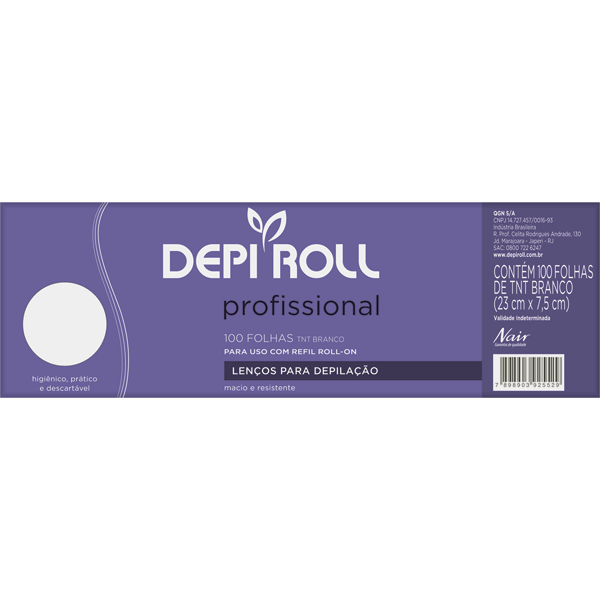 DEPI ROLL
profissional
100 FOLHAS TNT BRANCO
PARA USO COM REFIL ROLL-ON
LENÇOS PARA DEPILAÇÃO
macio e resistente
higiênico, prático
e descartável
QGN S/A
CNPJ 14.727.457/0016-93
Indústria Brasileira
R. Prof. Celita Rodrigues Andrade, 130
Jd. Marajoara - Japeri - RJ
SAC: 0800 722 6247
www.depiroll.com.br
CONTÉM 100 FOLHAS
DE TNT BRANCO
(23 cm x 7,5 cm)
Validade indeterminada
Nair
Garantia de qualidade
7 898903 925529